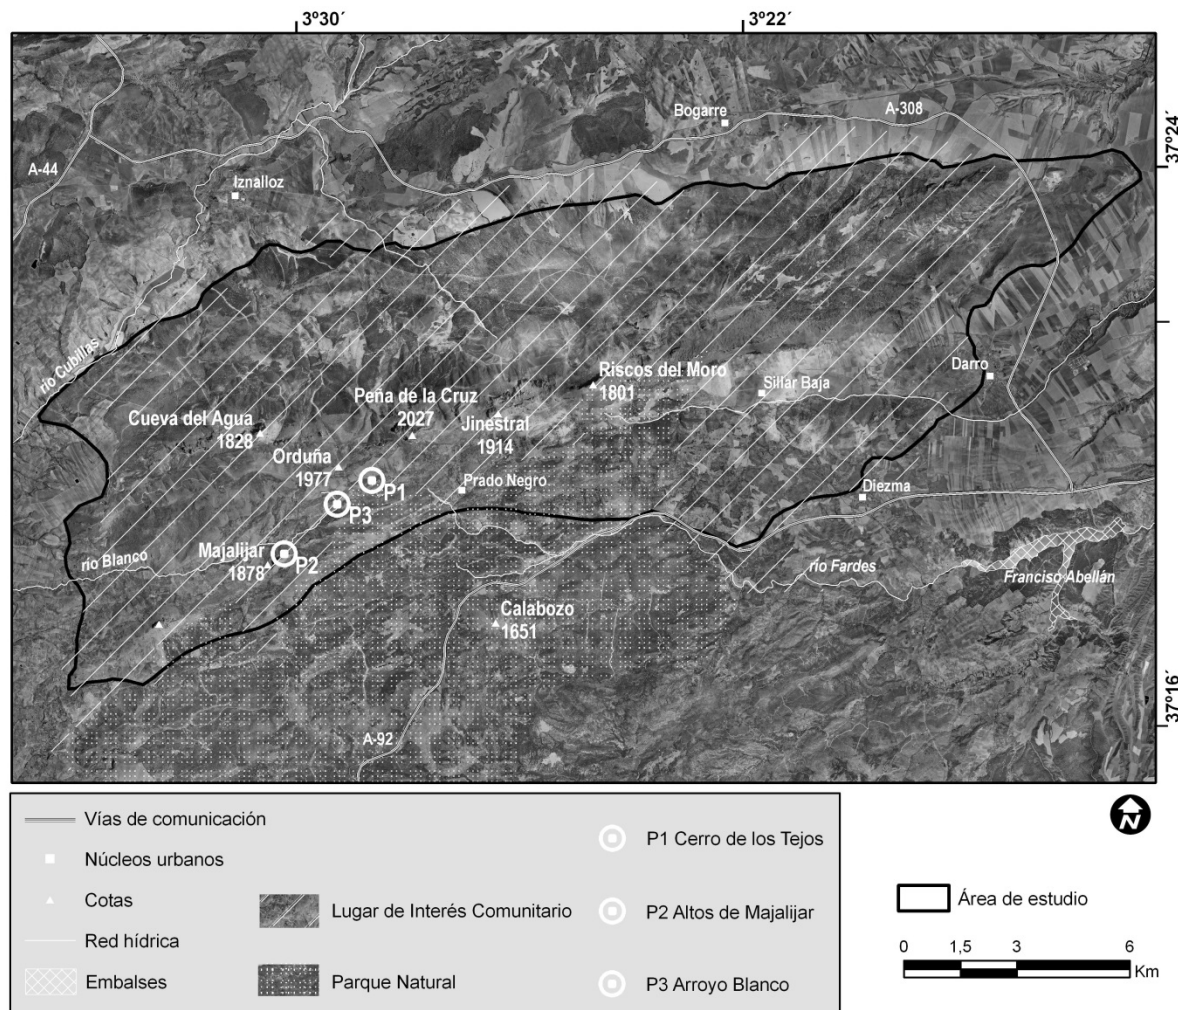 3º30´
3º22´
Bogarre
A-308
37º24´
A-44
Iznalloz
río Cubillas
Riscos del Moro
1801
Darro
Sillar Baja
Peña de la Cruz
2027
Cueva del Agua
1828
Jinestral
1914
Orduña
1977
P1
Prado Negro
Diezma
P3
Majalijar
1878
P2
río Blanco
río Fardes
Franciso Abellán
Calabozo
1651
37º16´
A-92
Vías de comunicación
Núcleos urbanos
Cotas
Red hídrica
Embalses
Lugar de Interés Comunitario
Parque Natural
P1 Cerro de los Tejos
P2 Altos de Majalijar
P3 Arroyo Blanco
N
Área de estudio
0 1,5 3 6
Km